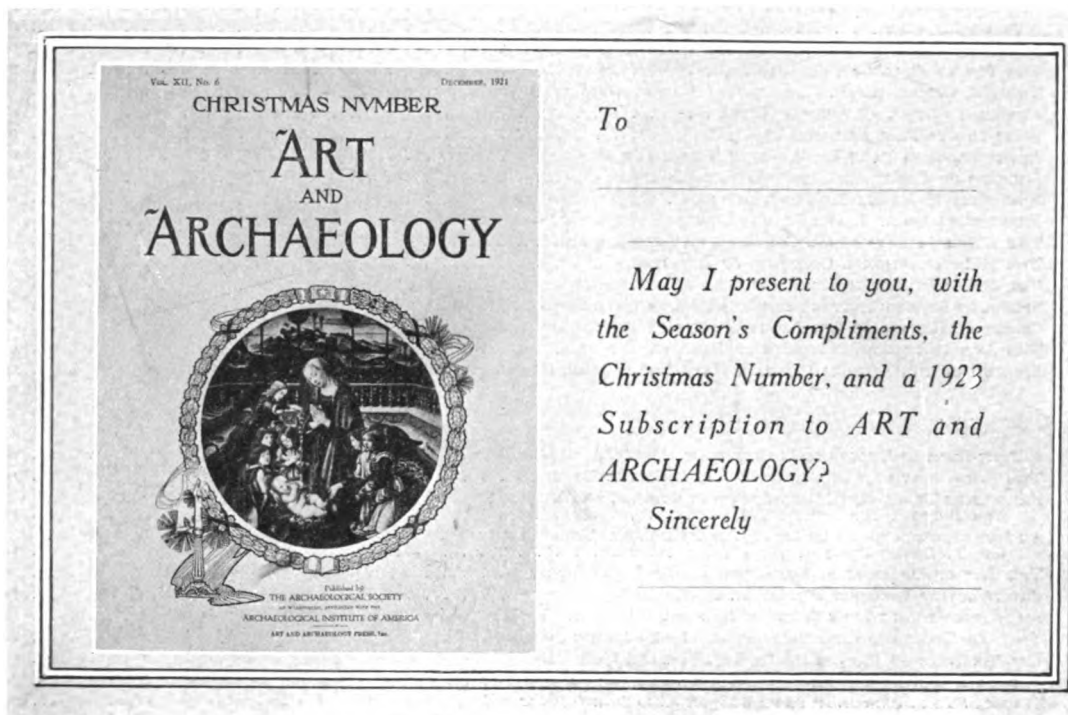 Vol. XII, No. 6 December, 1921
CHRISTMAS NVMBER
ART
AND
ARCHAEOLOGY
Published by
THE ARCHAEOLOGICAL SOCIETY
ARCHAEOLOGICAL INSTITUTE OF AMERICA
ART AND ARCHAEOLOGY PRESS, Inc.
To
May I present to you, with
the Season's Compliments, the
Christmas Number, and a 1923
Subscription to ART and
ARCHAEOLOGY?
Sincerely